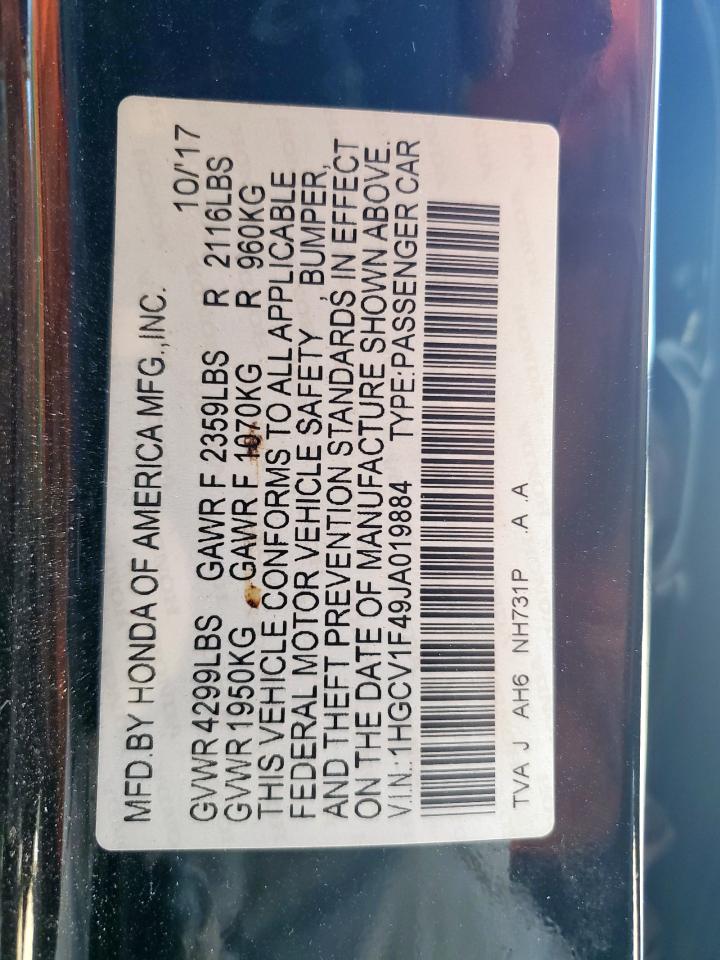 MFD.BY HONDA OF AMERICA MFG.,INC. 10/'17
GVWR 4299LBS GAWR F 2359LBS R 2116LBS
GVWR 1950KG GAWR F 1070KG R 960KG
THIS VEHICLE CONFORMS TO ALL APPLICABLE
FEDERAL MOTOR VEHICLE SAFETY , BUMPER,
AND THEFT PREVENTION STANDARDS IN EFFECT
ON THE DATE OF MANUFACTURE SHOWN ABOVE.
V.I.N.:1HGCV1F49JA019884 TYPE:PASSENGER CAR
TVA J AH6 NH731P .A .A